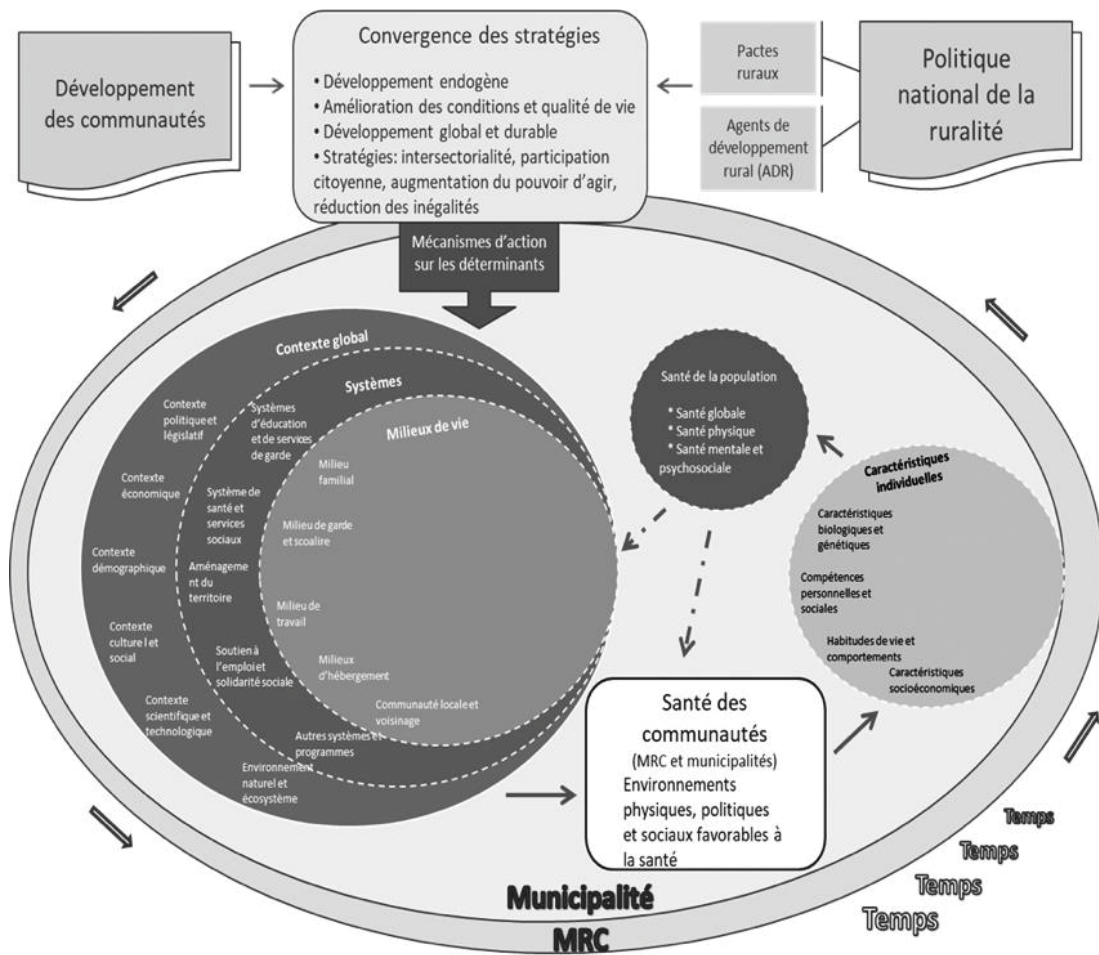 Développement
des communautés
Convergence des stratégies
• Développement endogène
• Amélioration des conditions et qualité de vie
• Développement global et durable
• Stratégies: intersectorialité, participation
citoyenne, augmentation du pouvoir d'agir,
réduction des inégalités
Pactes
ruraux
Agents de
développement
rural (ADR)
Politique
national de la
ruralité
Mécanismes d'action
sur les déterminants
Contexte global
Contexte
politique et
législatif
Contexte
économique
Contexte
démographique
Contexte
culture l et
social
Contexte
scientifique et
technologique
Environnement
naturel et
écosystème
Systèmes
Systèmes
d'éducation
et de services
de garde
Système de
santé et
services
sociaux
Aménageme
nt du
territoire
Soutien à
l'emploi et
solidarité sociale
Autres systèmes et
programmes
Milieux de vie
Milieu
familial
Milieu de garde
et scoalire
Milieu de
travail
Milieux
d'hébergement
Communauté locale et
voisinage
Santé de la population
* Santé globale
* Santé physique
* Santé mentale et
psychosociale
Caractéristiques
individuelles
Caractéristiques
biologiques et
génétiques
Compétences
personnelles et
sociales
Habitudes de vie et
comportements
Caractéristiques
socioéconomiques
Santé des
communautés
(MRC et municipalités)
Environnements
physiques, politiques
et sociaux favorables à
la santé
Temps
Temps
Temps
Temps
Municipalité
MRC